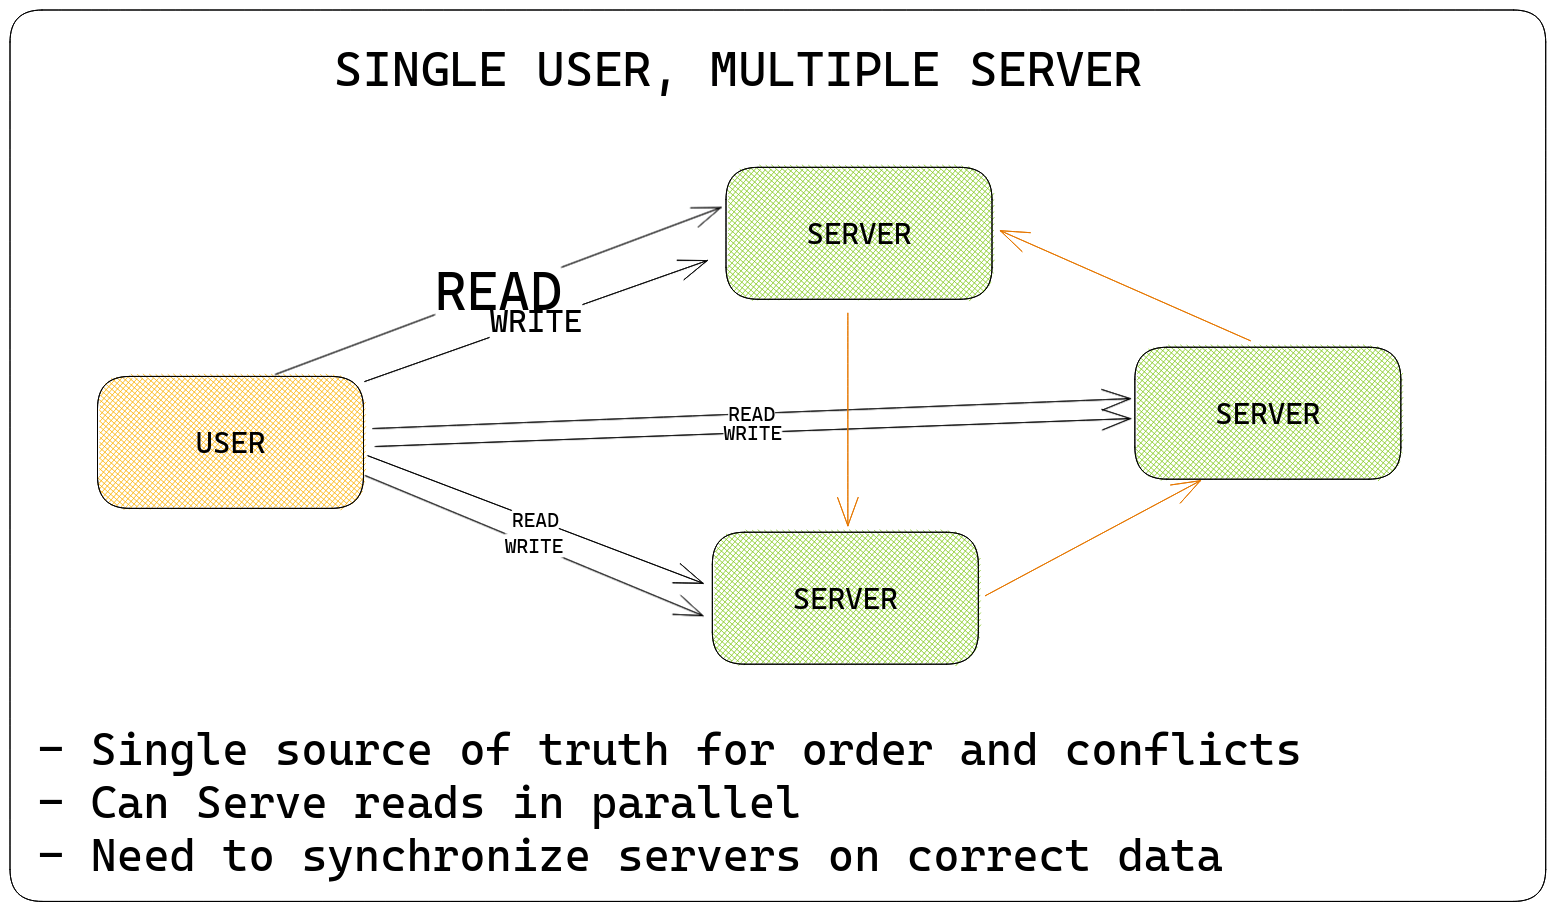 SINGLE USER, MULTIPLE SERVER
SERVER
READ
WRITE
USER
READ
WRITE
SERVER
READ
WRITE
SERVER
- Single source of truth for order and conflicts
- Can Serve reads in parallel
- Need to synchronize servers on correct data